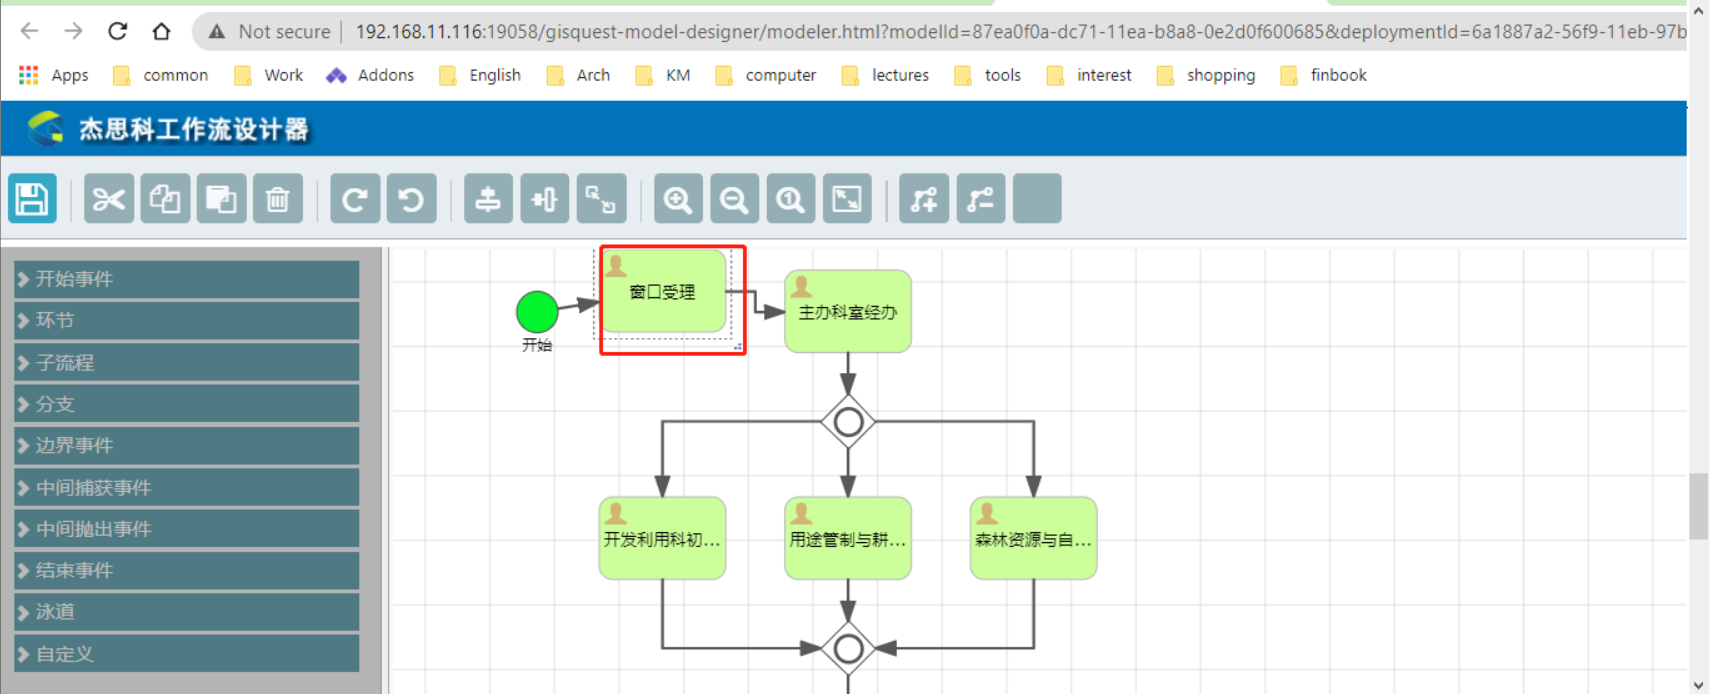 Not secure
192.168.11.116:19058/gisquest-model-designer/modeler.html?modelId=87ea0f0a-dc71-11ea-b8a8-0e2d0f600685&deploymentId=6a1887a2-56f9-11eb-97b
Apps common Work Addons English Arch KM computer lectures tools interest shopping finbook
杰思科工作流设计器
开始事件
环节
子流程
分支
边界事件
中间捕获事件
中间抛出事件
结束事件
泳道
自定义
窗口受理
主办科室经办
开始
开发利用科初...
用途管制与耕...
森林资源与自...